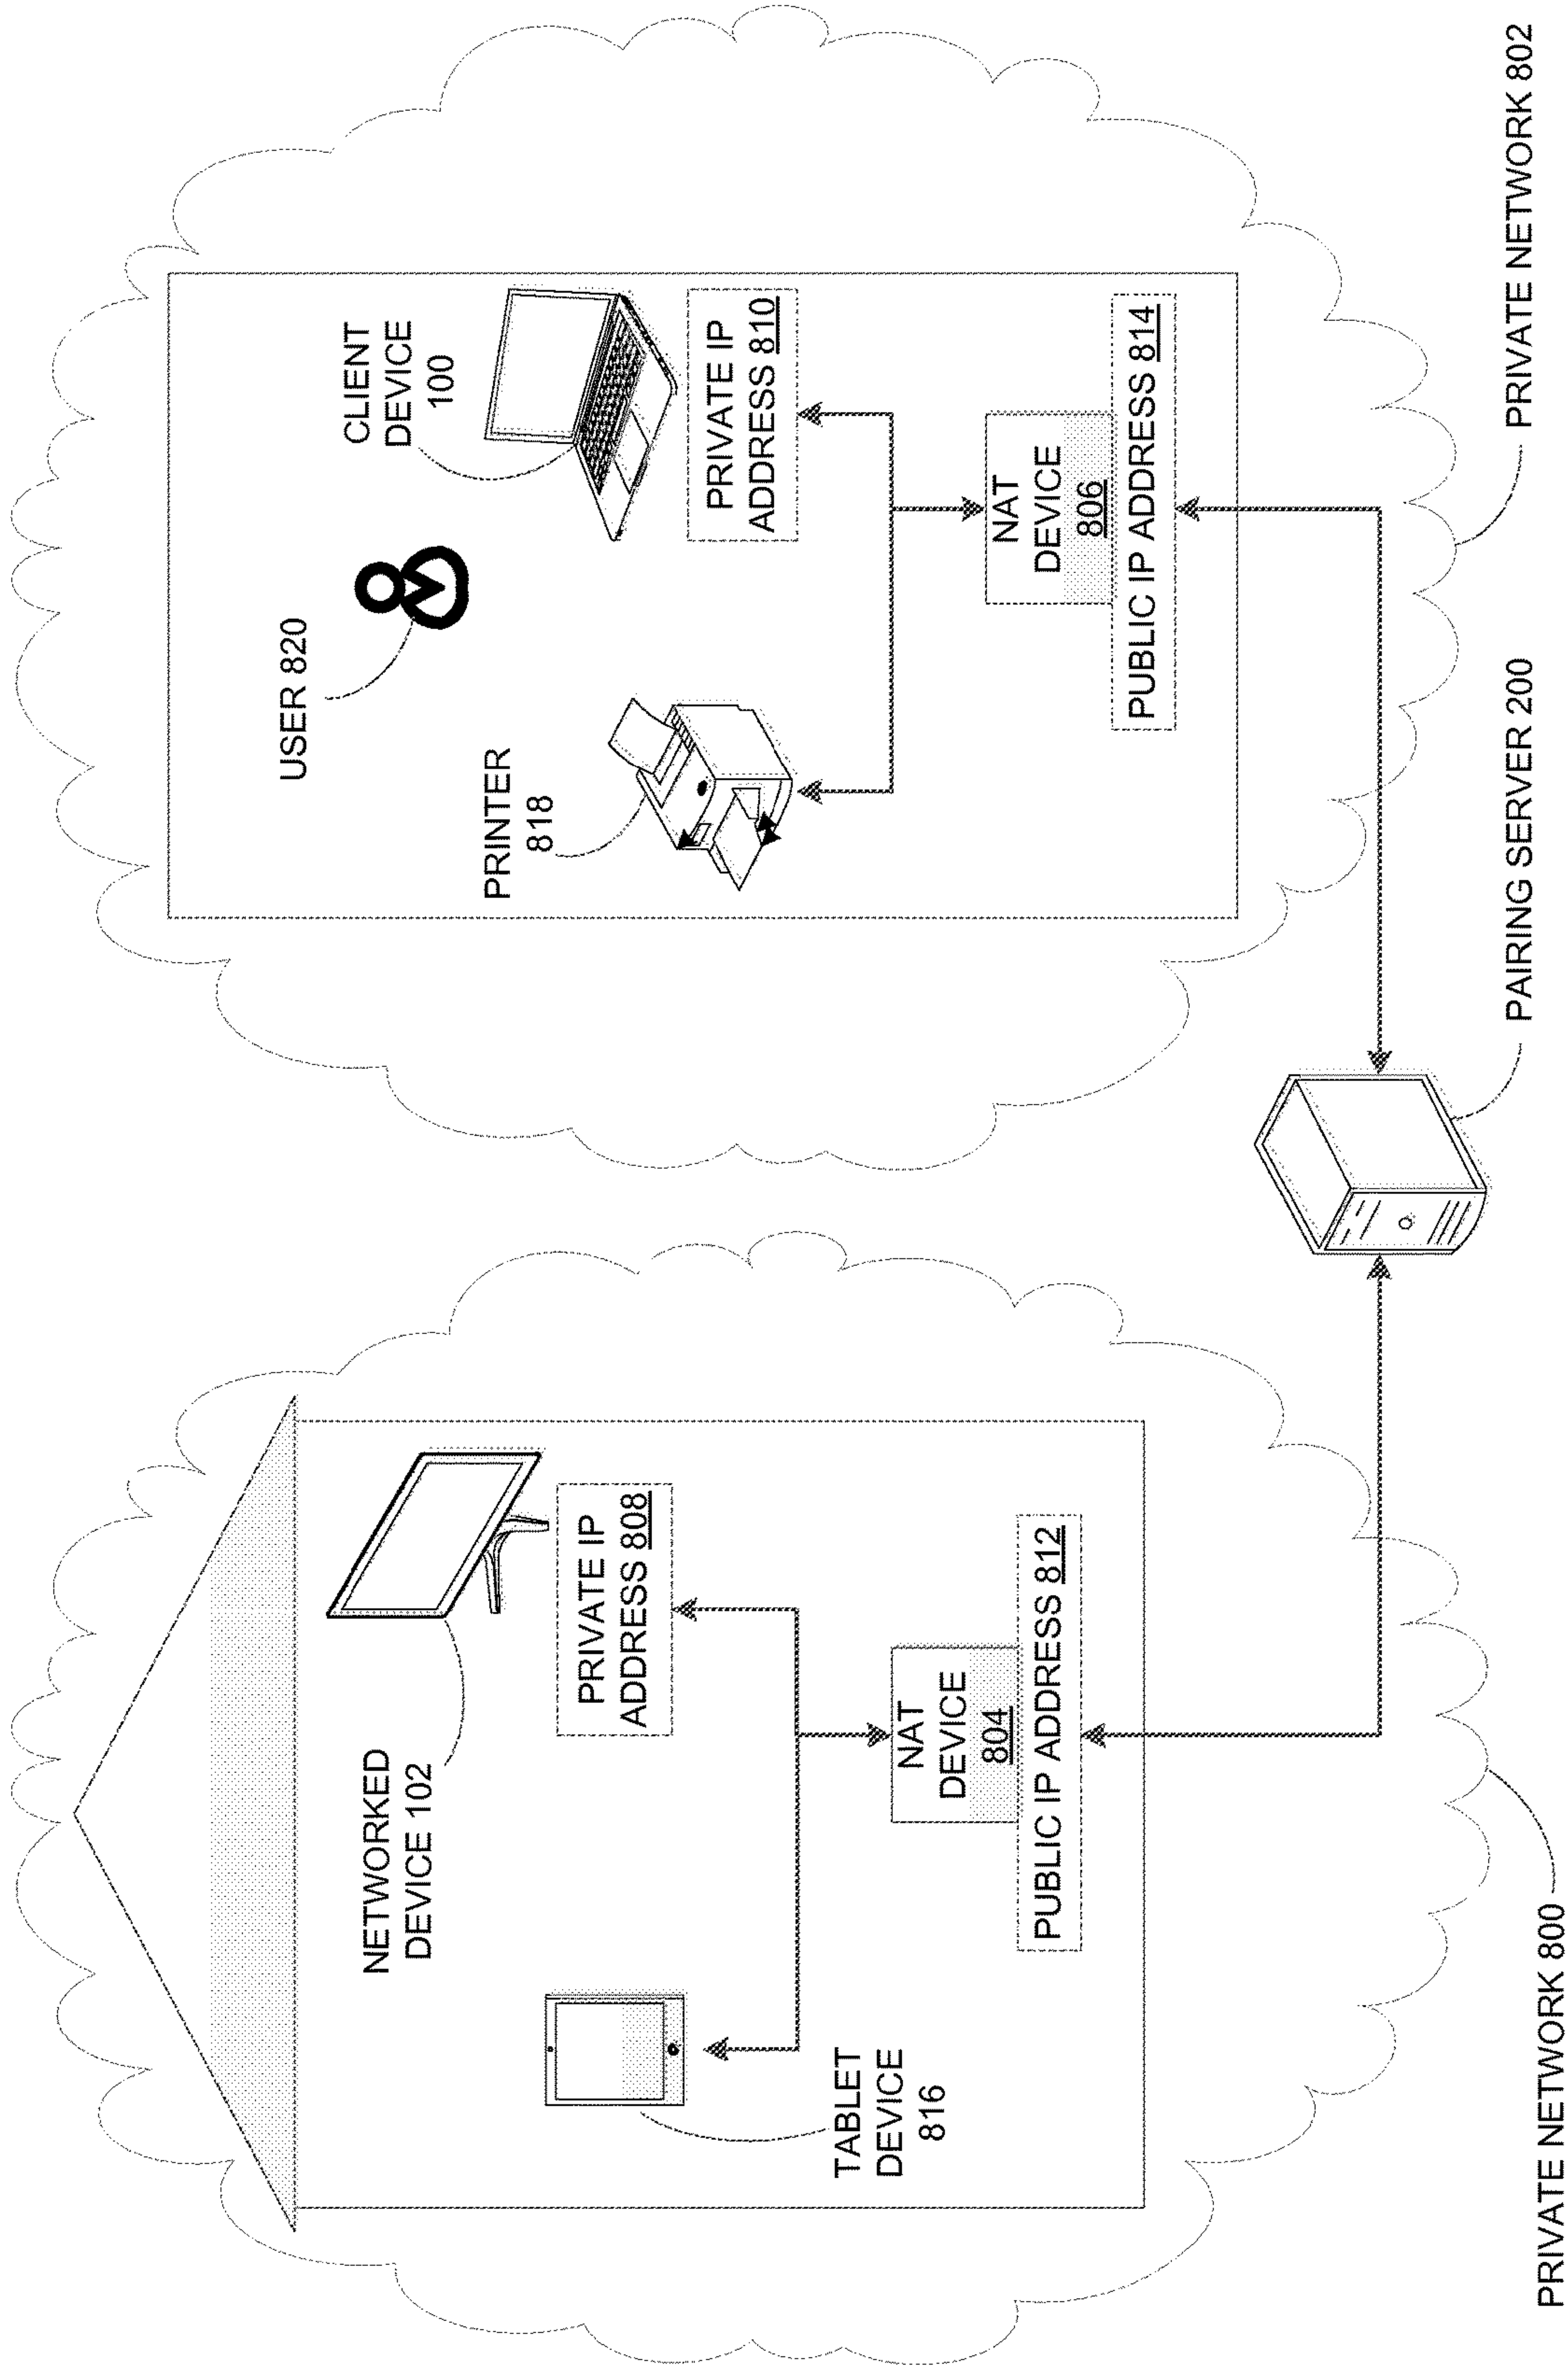 NETWORKED
DEVICE 102
PRIVATE IP
ADDRESS 808
TABLET
DEVICE
816
NAT
DEVICE
804
PUBLIC IP ADDRESS 812
PRIVATE NETWORK 800
USER 820
CLIENT
DEVICE
100
PRINTER
818
PRIVATE IP
ADDRESS 810
NAT
DEVICE
806
PUBLIC IP ADDRESS 814
PAIRING SERVER 200
PRIVATE NETWORK 802